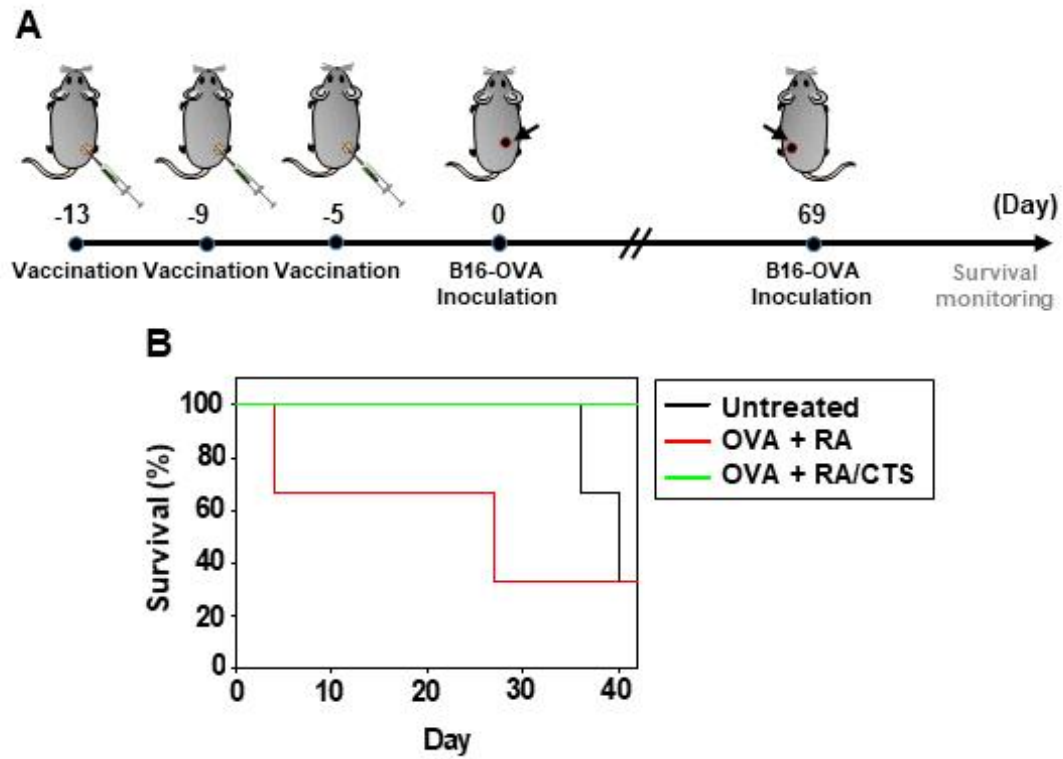 A
-13 -9 -5 0 69 (Day)
Vaccination Vaccination Vaccination B16-OVA B16-OVA Survival
Inoculation Inoculation monitoring
B
100
80
60
40
20
0
Survival (%)
0 10 20 30 40
Day
Untreated
OVA + RA
OVA + RA/CTS